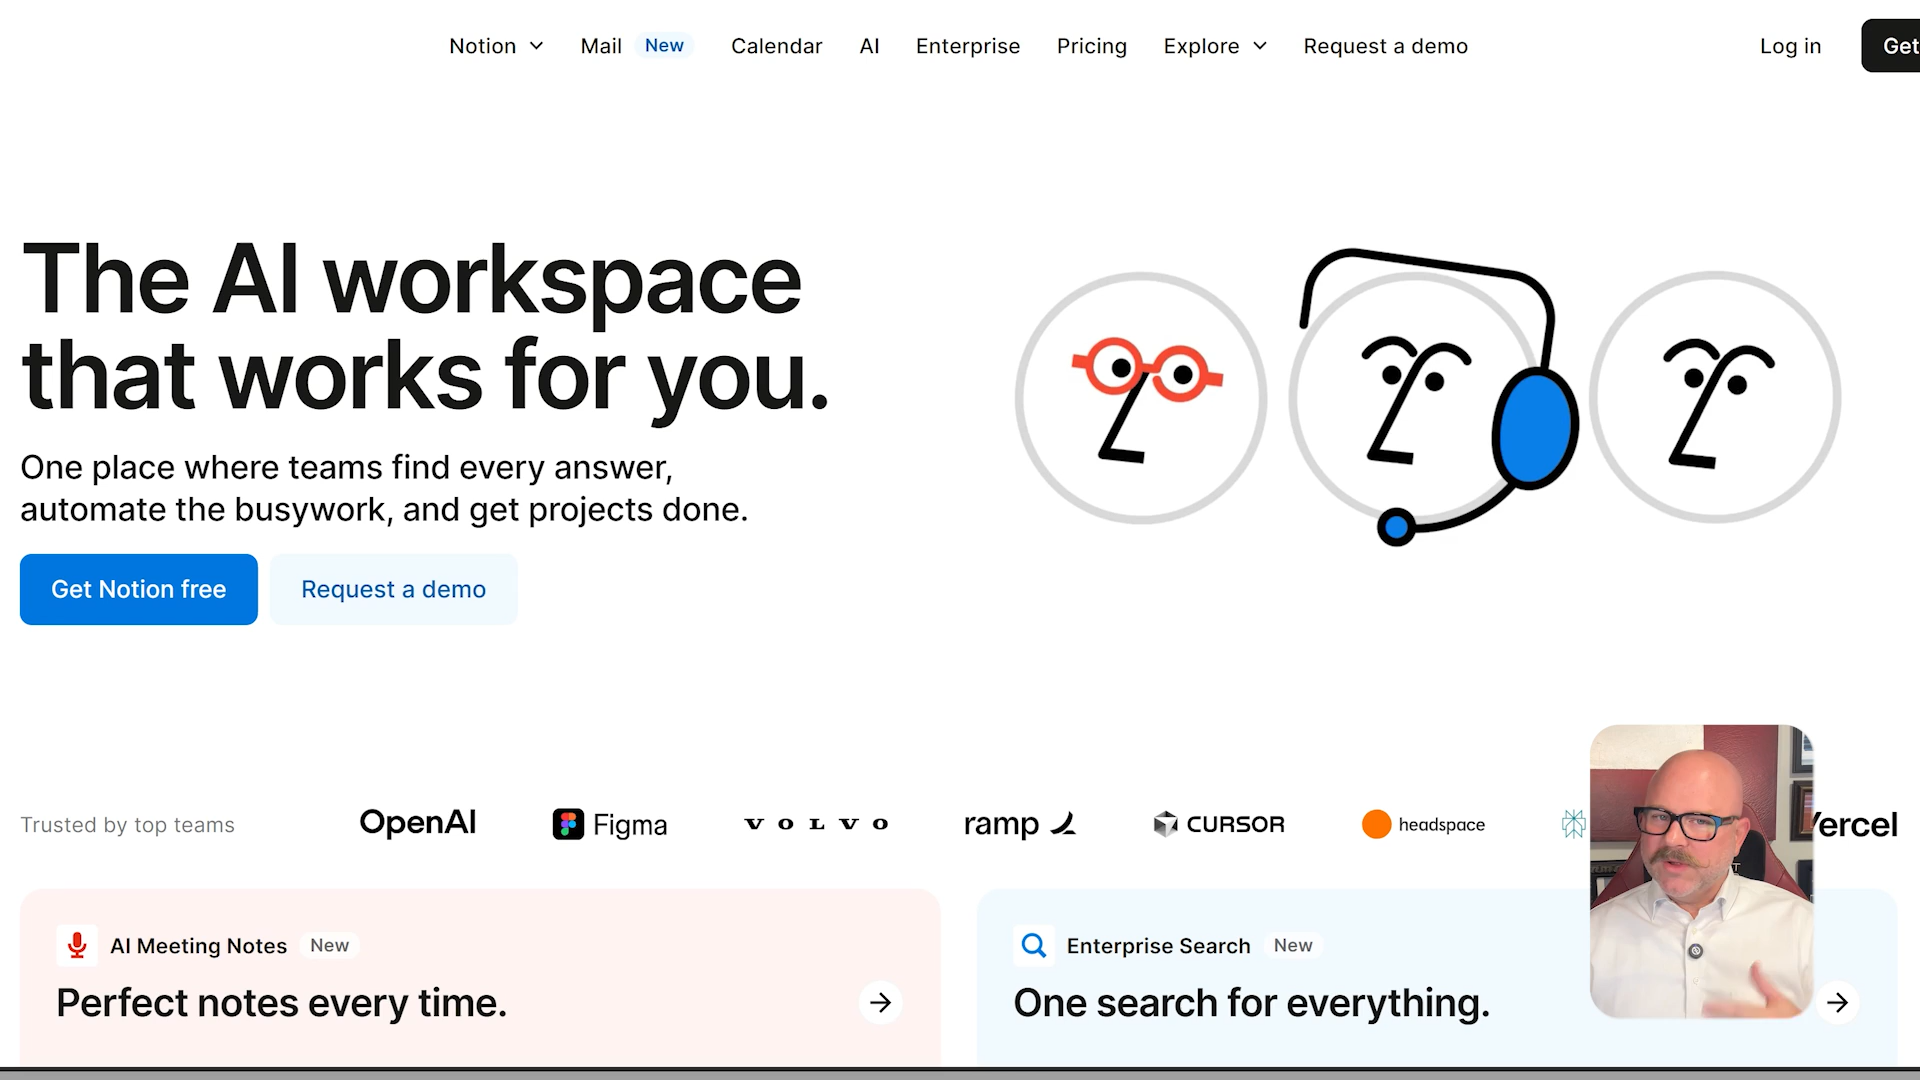 Notion Mail New Calendar AI Enterprise Pricing Explore Request a demo Log in Get
The AI workspace
that works for you.
One place where teams find every answer,
automate the busywork, and get projects done.
Get Notion free Request a demo
Trusted by top teams OpenAI Figma VOLVO ramp CURSOR headspace Vercel
AI Meeting Notes New
Perfect notes every time.
Enterprise Search New
One search for everything.